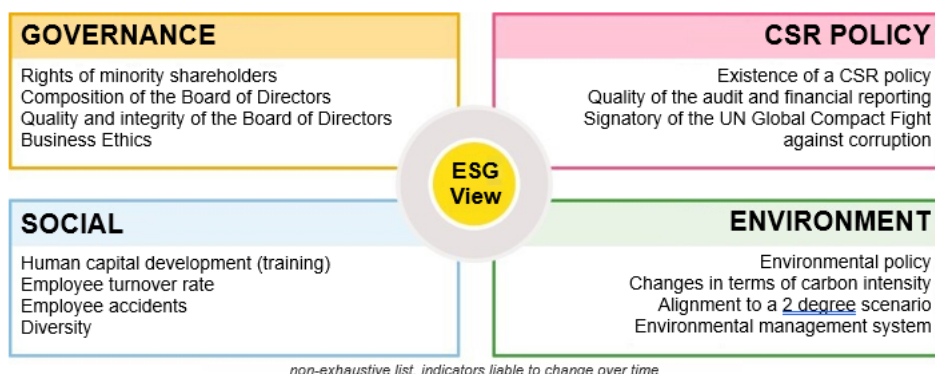 GOVERNANCE
Rights of minority shareholders
Composition of the Board of Directors
Quality and integrity of the Board of Directors
Business Ethics
CSR POLICY
Existence of a CSR policy
Quality of the audit and financial reporting
Signatory of the UN Global Compact Fight
against corruption
ESG
View
SOCIAL
Human capital development (training)
Employee turnover rate
Employee accidents
Diversity
ENVIRONMENT
Environmental policy
Changes in terms of carbon intensity
Alignment to a 2 degree scenario
Environmental management system
non-exhaustive list, indicators liable to change over time